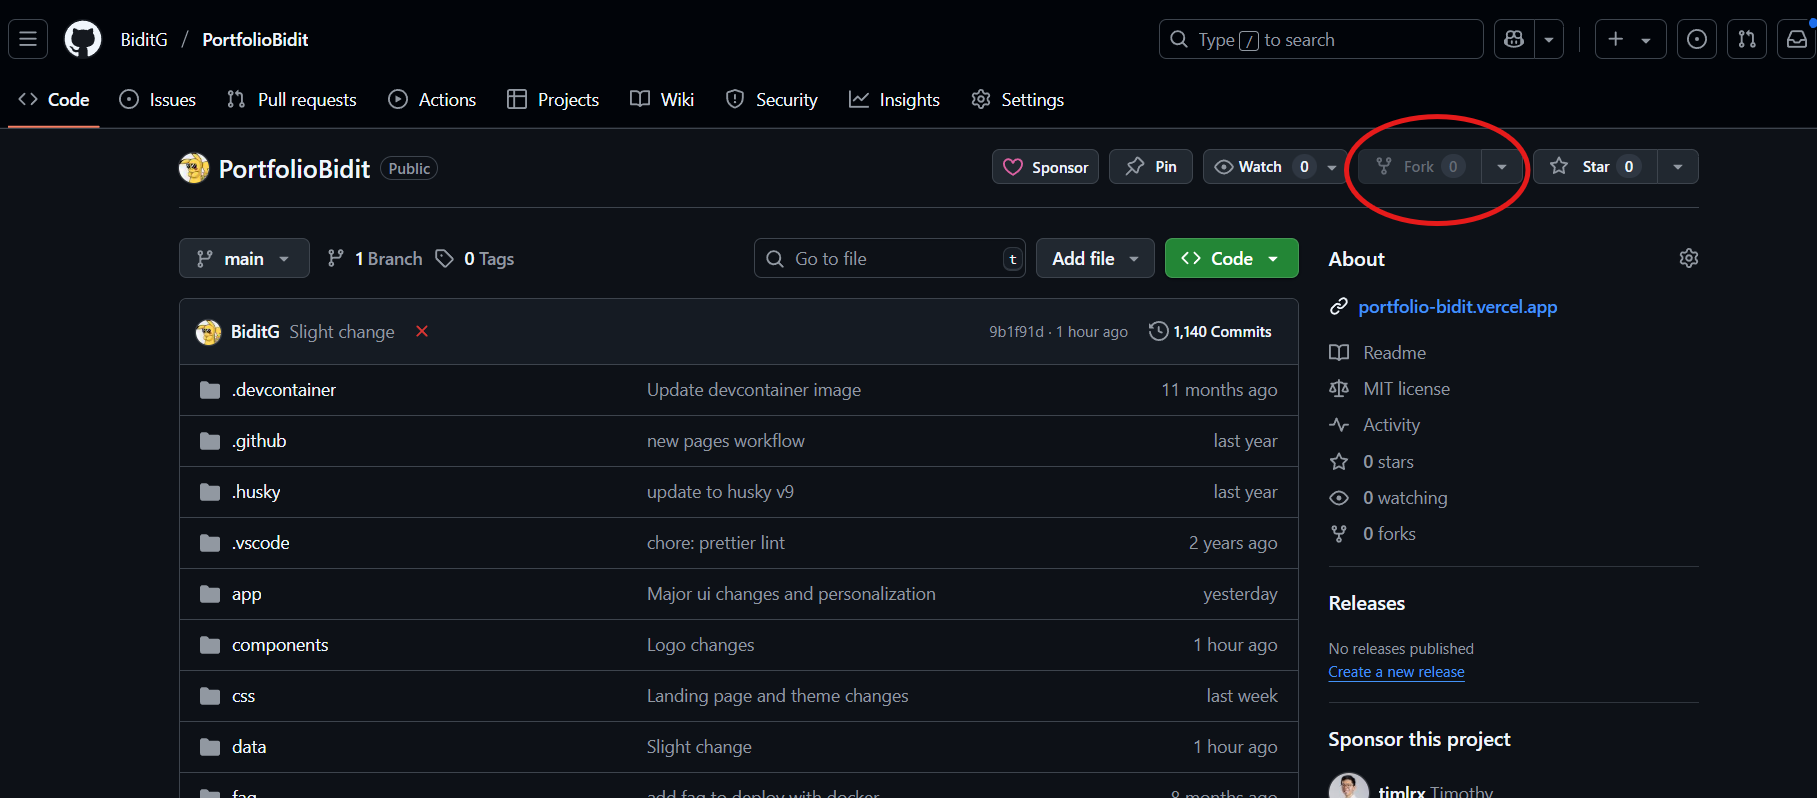 BiditG / PortfolioBidit
Type / to search
Code Issues Pull requests Actions Projects Wiki Security Insights Settings
PortfolioBidit Public
Sponsor Pin Watch 0 Fork 0 Star 0
main 1 Branch 0 Tags
Go to file t Add file Code
BiditG Slight change 9b1f91d · 1 hour ago 1,140 Commits
.devcontainer Update devcontainer image 11 months ago
.github new pages workflow last year
.husky update to husky v9 last year
.vscode chore: prettier lint 2 years ago
app Major ui changes and personalization yesterday
components Logo changes 1 hour ago
css Landing page and theme changes last week
data Slight change 1 hour ago
faq add faq to deploy with docker 8 months ago
About
portfolio-bidit.vercel.app
Readme
MIT license
Activity
0 stars
0 watching
0 forks
Releases
No releases published
Create a new release
Sponsor this project
timlrx Timothy